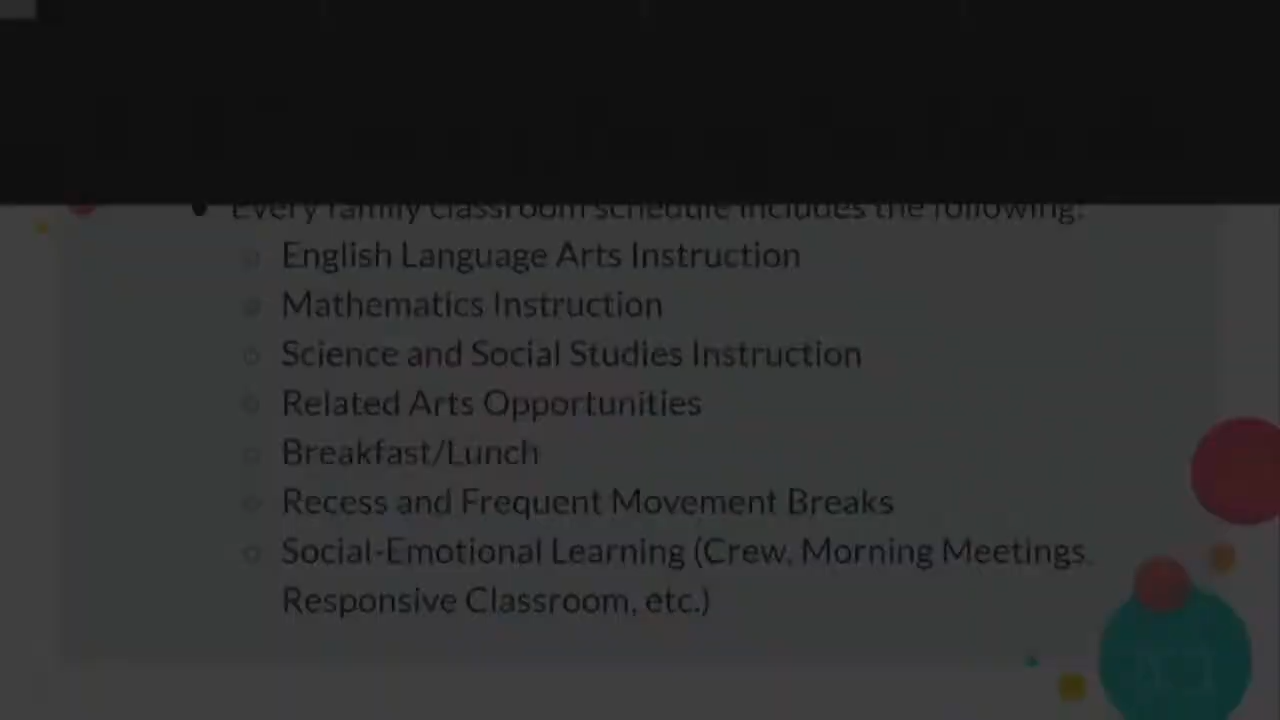 Every family classroom schedule includes the following:
English Language Arts Instruction
Mathematics Instruction
Science and Social Studies Instruction
Related Arts Opportunities
Breakfast/Lunch
Recess and Frequent Movement Breaks
Social-Emotional Learning (Crew, Morning Meetings,
Responsive Classroom, etc.)